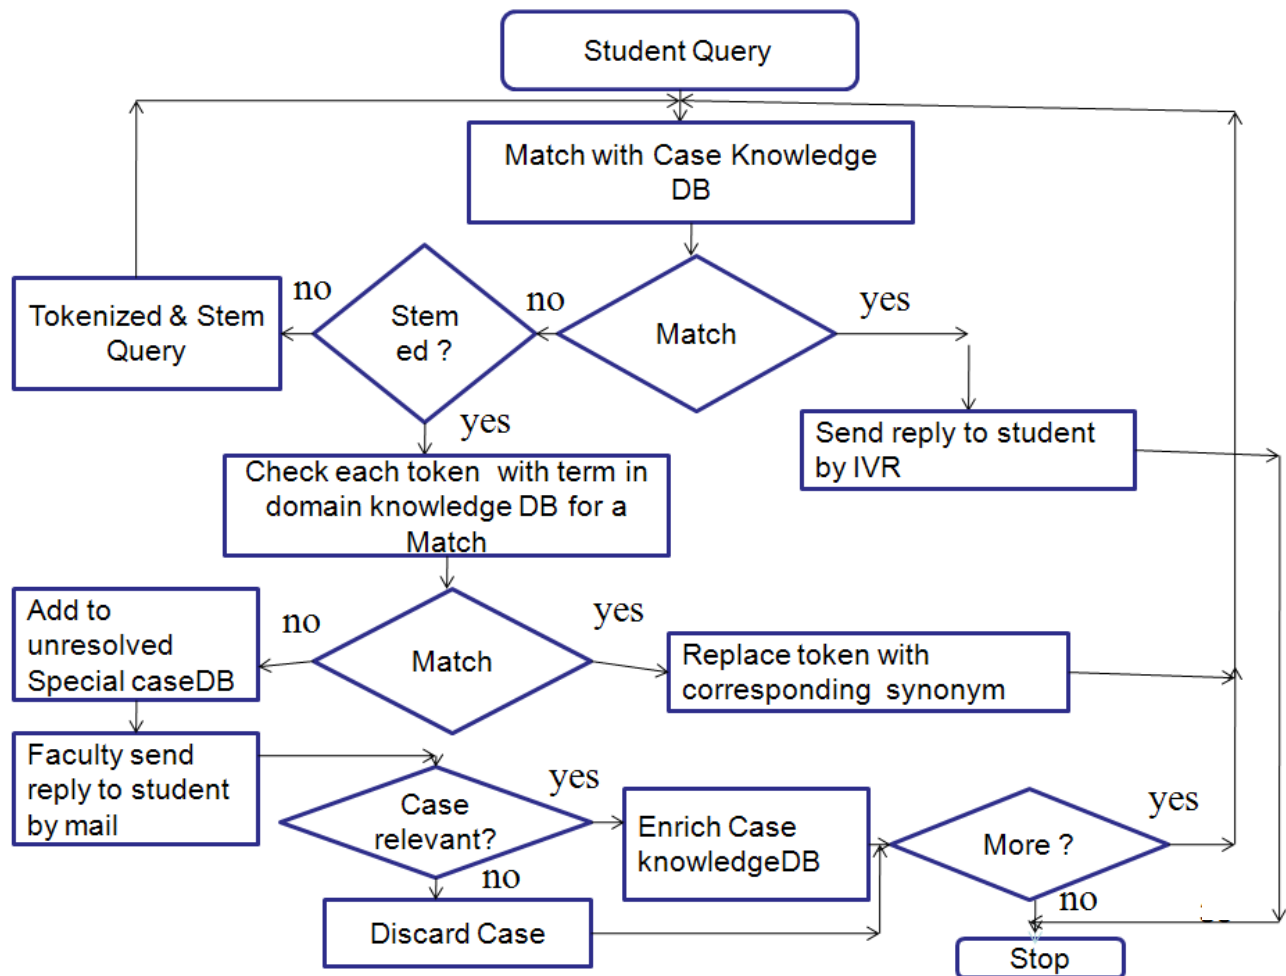 Student Query
Match with Case Knowledge
DB
no
Stem
ed ?
no
Match
yes
Tokenized & Stem
Query
yes
Send reply to student
by IVR
Check each token with term in
domain knowledge DB for a
Match
Add to
unresolved
Special caseDB
no
Match
yes
Replace token with
corresponding synonym
Faculty send
reply to student
by mail
Case
relevant?
yes
Enrich Case
knowledgeDB
More ?
yes
no
no
Discard Case
Stop